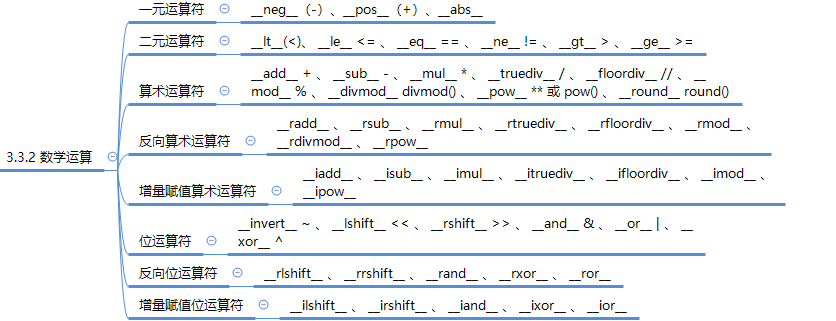 一元运算符 __neg__（-）、__pos__（+）、__abs__
二元运算符 __lt__(<)、 __le__ <= 、 __eq__ == 、 __ne__ != 、 __gt__ > 、 __ge__ >=
算术运算符 __add__ + 、 __sub__ - 、 __mul__ * 、 __truediv__ / 、 __floordiv__ // 、 __
mod__ % 、 __divmod__ divmod() 、 __pow__ ** 或 pow() 、 __round__ round()
反向算术运算符 __radd__ 、 __rsub__ 、 __rmul__ 、 __rtruediv__ 、 __rfloordiv__ 、 __rmod__ 、
__rdivmod__ 、 __rpow__
3.3.2 数学运算
增量赋值算术运算符 __iadd__ 、 __isub__ 、 __imul__ 、 __itruediv__ 、 __ifloordiv__ 、 __imod__ 、
__ipow__
位运算符 __invert__ ~ 、 __lshift__ << 、 __rshift__ >> 、 __and__ & 、 __or__ | 、 __
xor__ ^
反向位运算符 __rlshift__ 、 __rrshift__ 、 __rand__ 、 __rxor__ 、 __ror__
增量赋值位运算符 __ilshift__ 、 __irshift__ 、 __iand__ 、 __ixor__ 、 __ior__